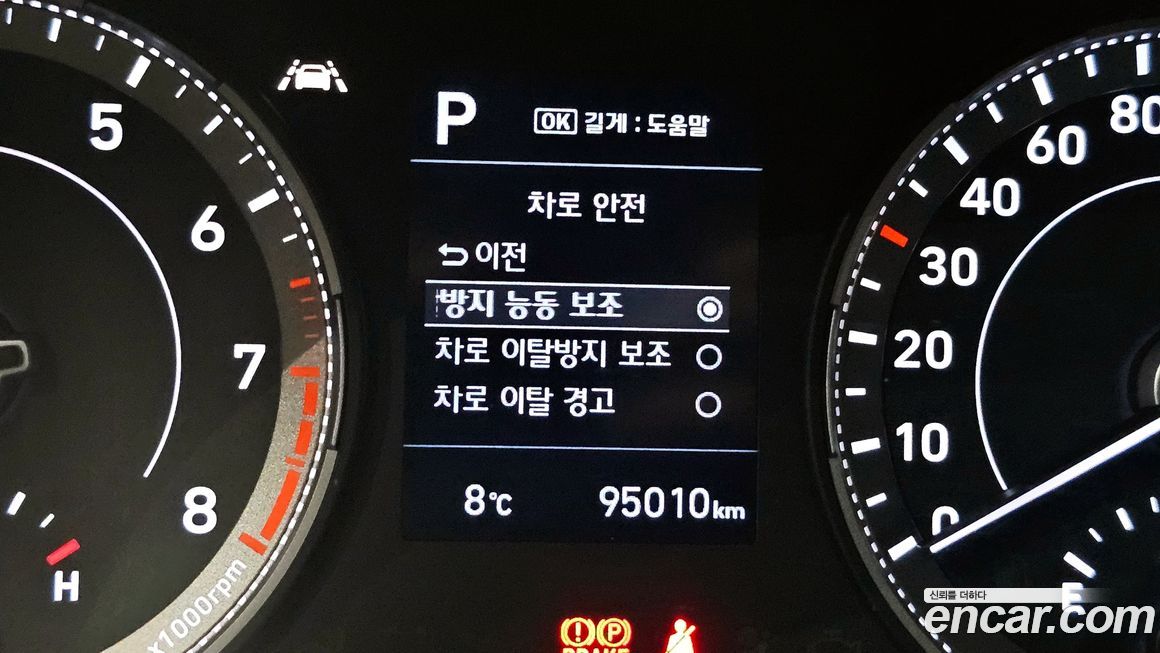 P
OK 길게 : 도움말
차로 안전
이전
방지 능동 보조
차로 이탈방지 보조
차로 이탈 경고
8℃
95010km
5
6
7
8
H
x1000rpm
80
60
40
30
20
10
0
E
P
BRAKE
신뢰를 더하다
encar.com